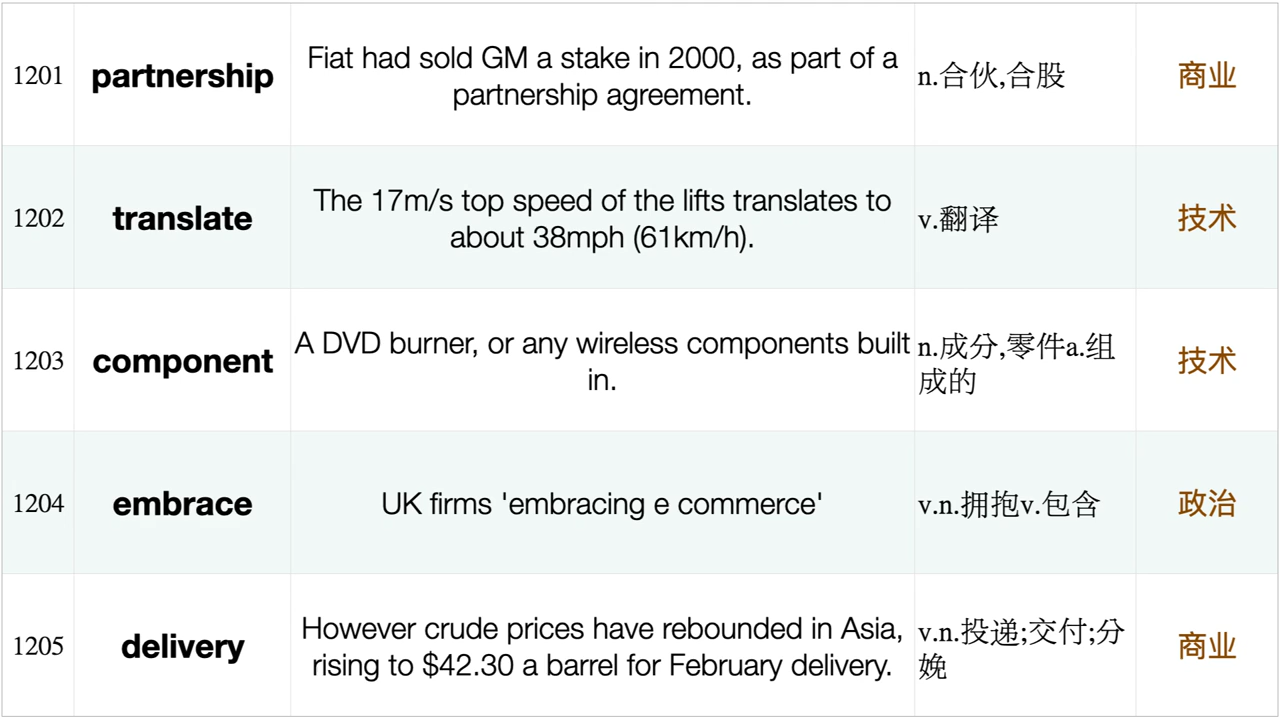 1201
partnership
Fiat had sold GM a stake in 2000, as part of a
partnership agreement.
n.合伙,合股
商业
1202
translate
The 17m/s top speed of the lifts translates to
about 38mph (61km/h).
v.翻译
技术
1203
component
A DVD burner, or any wireless components built
in.
n.成分,零件a.组
成的
技术
1204
embrace
UK firms 'embracing e commerce'
v.n.拥抱v.包含
政治
1205
delivery
However crude prices have rebounded in Asia,
rising to $42.30 a barrel for February delivery.
v.n.投递;交付;分
娩
商业